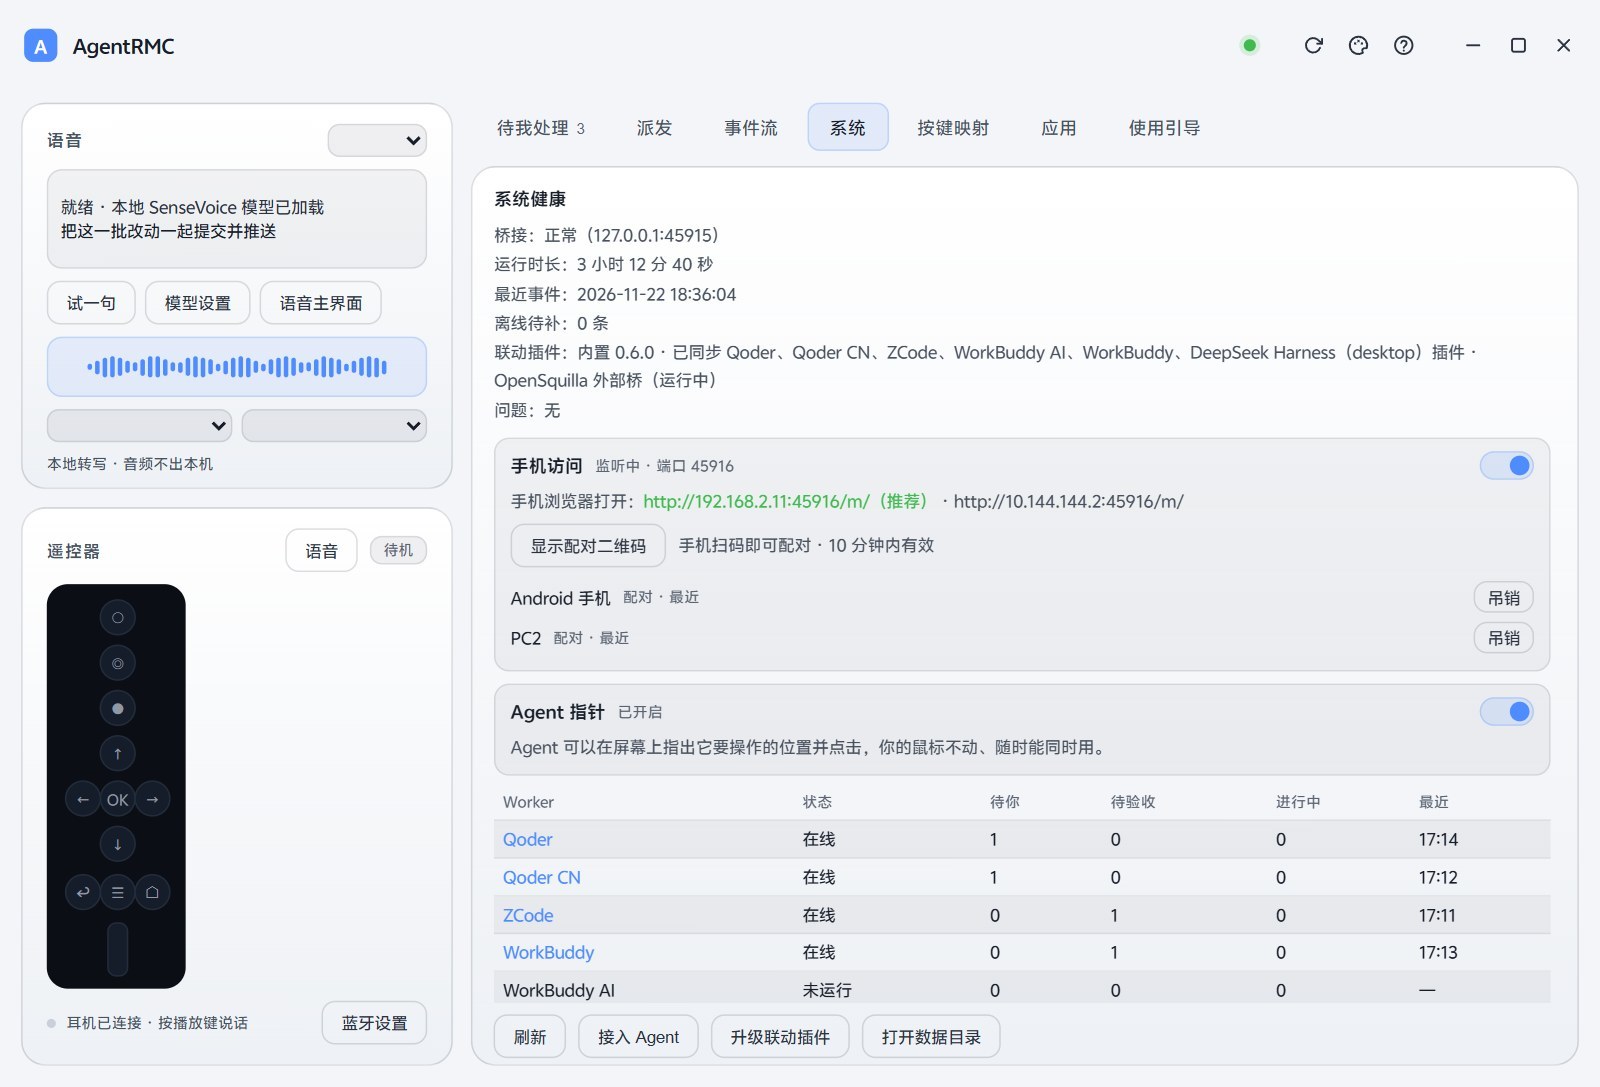 A AgentRMC
语音
就绪 · 本地 SenseVoice 模型已加载
把这一批改动一起提交并推送
试一句 模型设置 语音主界面
本地转写 · 音频不出本机
遥控器 语音 待机
↑
← OK →
↓
↩ ☰
耳机已连接 · 按播放键说话 蓝牙设置
待我处理 3 派发 事件流 系统 按键映射 应用 使用引导
系统健康
桥接：正常（127.0.0.1:45915）
运行时长：3 小时 12 分 40 秒
最近事件：2026-11-22 18:36:04
离线待补：0 条
联动插件：内置 0.6.0 · 已同步 Qoder、Qoder CN、ZCode、WorkBuddy AI、WorkBuddy、DeepSeek Harness（desktop）插件 ·
OpenSquilla 外部桥（运行中）
问题：无
手机访问 监听中 · 端口 45916
手机浏览器打开：http://192.168.2.11:45916/m/（推荐） · http://10.144.144.2:45916/m/
显示配对二维码 手机扫码即可配对 · 10 分钟内有效
Android 手机 配对 · 最近 吊销
PC2 配对 · 最近 吊销
Agent 指针 已开启
Agent 可以在屏幕上指出它要操作的位置并点击，你的鼠标不动、随时能同时用。
Worker 状态 待你 待验收 进行中 最近
Qoder 在线 1 0 0 17:14
Qoder CN 在线 1 0 0 17:12
ZCode 在线 0 1 0 17:11
WorkBuddy 在线 0 1 0 17:13
WorkBuddy AI 未运行 0 0 0 —
刷新 接入 Agent 升级联动插件 打开数据目录